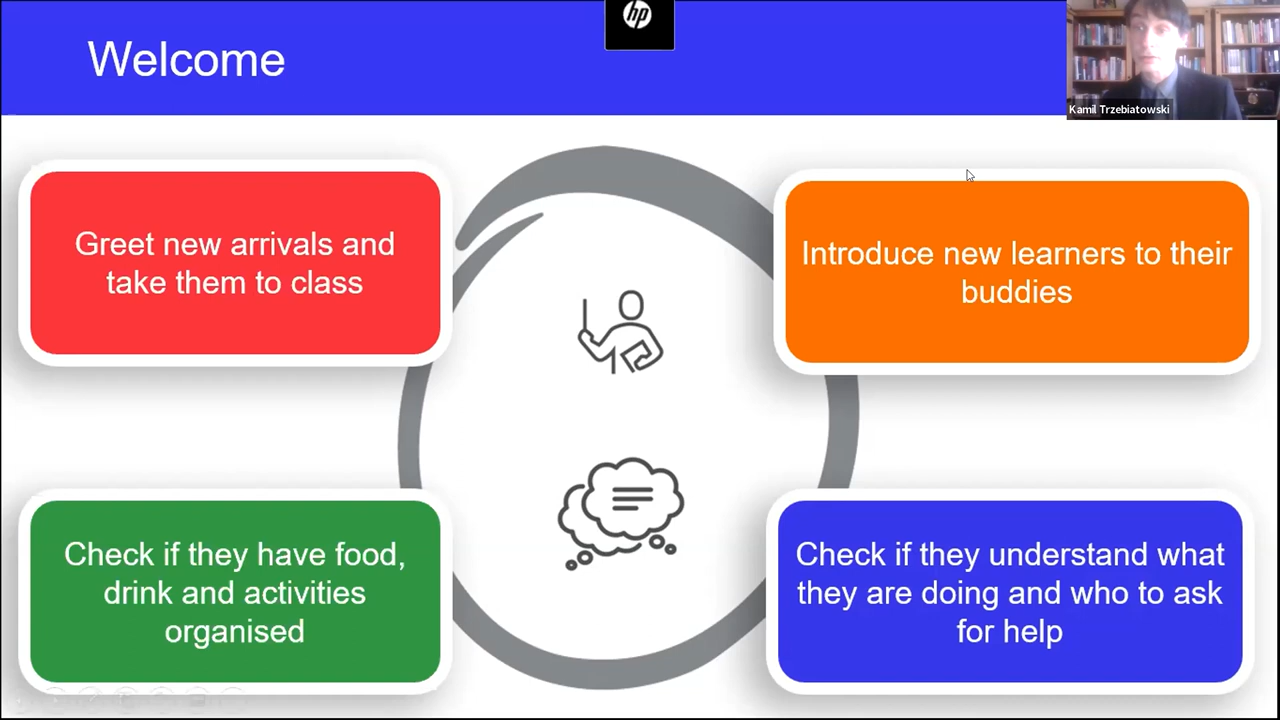 hp
Welcome
Kamil Trzebiatowski
Greet new arrivals and
take them to class
Introduce new learners to their
buddies
Check if they have food,
drink and activities
organised
Check if they understand what
they are doing and who to ask
for help